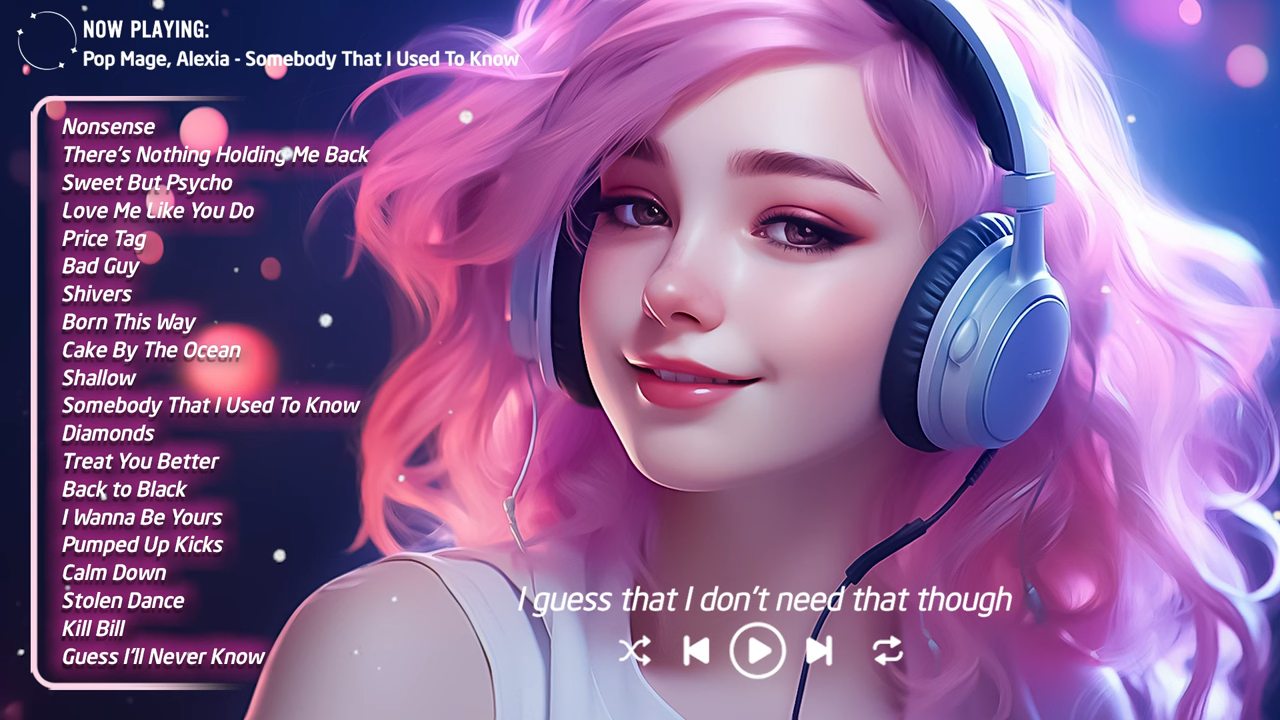 NOW PLAYING:
Pop Mage, Alexia - Somebody That I Used To Know
Nonsense
There's Nothing Holding Me Back
Sweet But Psycho
Love Me Like You Do
Price Tag
Bad Guy
Shivers
Born This Way
Cake By The Ocean
Shallow
Somebody That I Used To Know
Diamonds
Treat You Better
Back to Black
I Wanna Be Yours
Pumped Up Kicks
Calm Down
Stolen Dance
Kill Bill
Guess I'll Never Know
I guess that I don't need that though